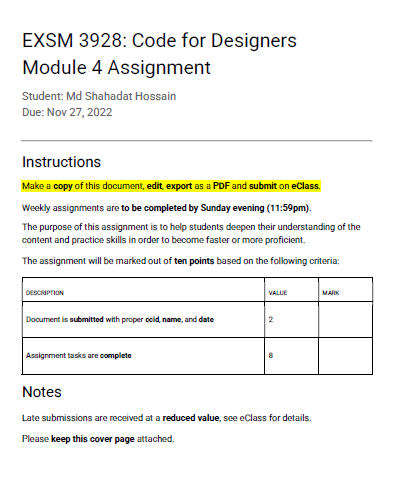 EXSM 3928: Code for Designers
Module 4 Assignment
Student: Md Shahadat Hossain
Due: Nov 27, 2022
Instructions
Make a copy of this document, edit, export as a PDF and submit on eClass.
Weekly assignments are to be completed by Sunday evening (11:59pm).
The purpose of this assignment is to help students deepen their understanding of the
content and practice skills in order to become faster or more proficient.
The assignment will be marked out of ten points based on the following criteria:
DESCRIPTION VALUE MARK
Document is submitted with proper ccid, name, and date 2
Assignment tasks are complete 8
Notes
Late submissions are received at a reduced value, see eClass for details.
Please keep this cover page attached.